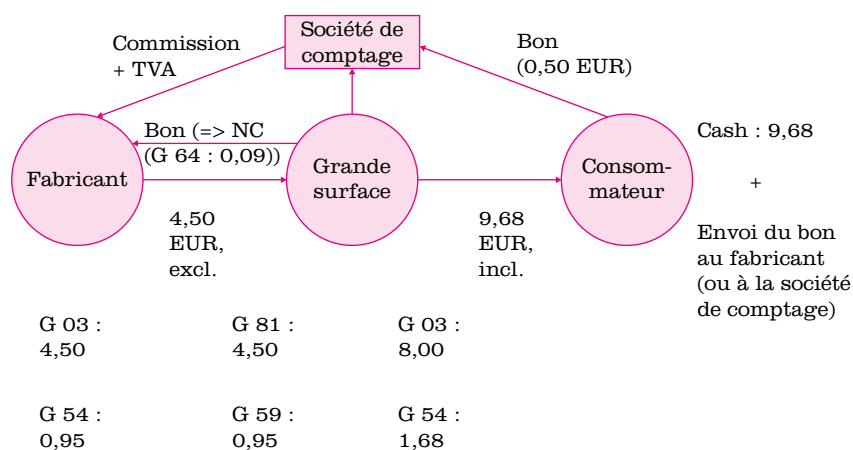 Société de
comptage
Commission
+ TVA
Bon
(0,50 EUR)
Bon (=> NC
(G 64 : 0,09))
Fabricant
Grande
surface
Consom-
mateur
Cash : 9,68
+
Envoi du bon
au fabricant
(ou à la société
de comptage)
4,50
EUR,
excl.
9,68
EUR,
incl.
G 03 :
4,50
G 81 :
4,50
G 03 :
8,00
G 54 :
0,95
G 59 :
0,95
G 54 :
1,68